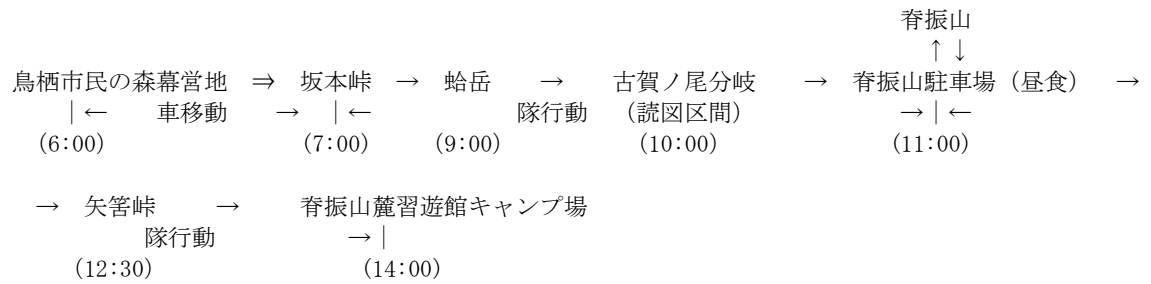 脊振山
↑↓
鳥栖市民の森幕営地 ⇒ 坂本峠 → 蛤岳 → 古賀ノ尾分岐 → 脊振山駐車場（昼食） →
|← 車移動 → |← 隊行動 （読図区間） →|←
(6:00) (7:00) (9:00) (10:00) (11:00)
→ 矢筈峠 → 脊振山麓習遊館キャンプ場
隊行動 →|
(12:30) (14:00)